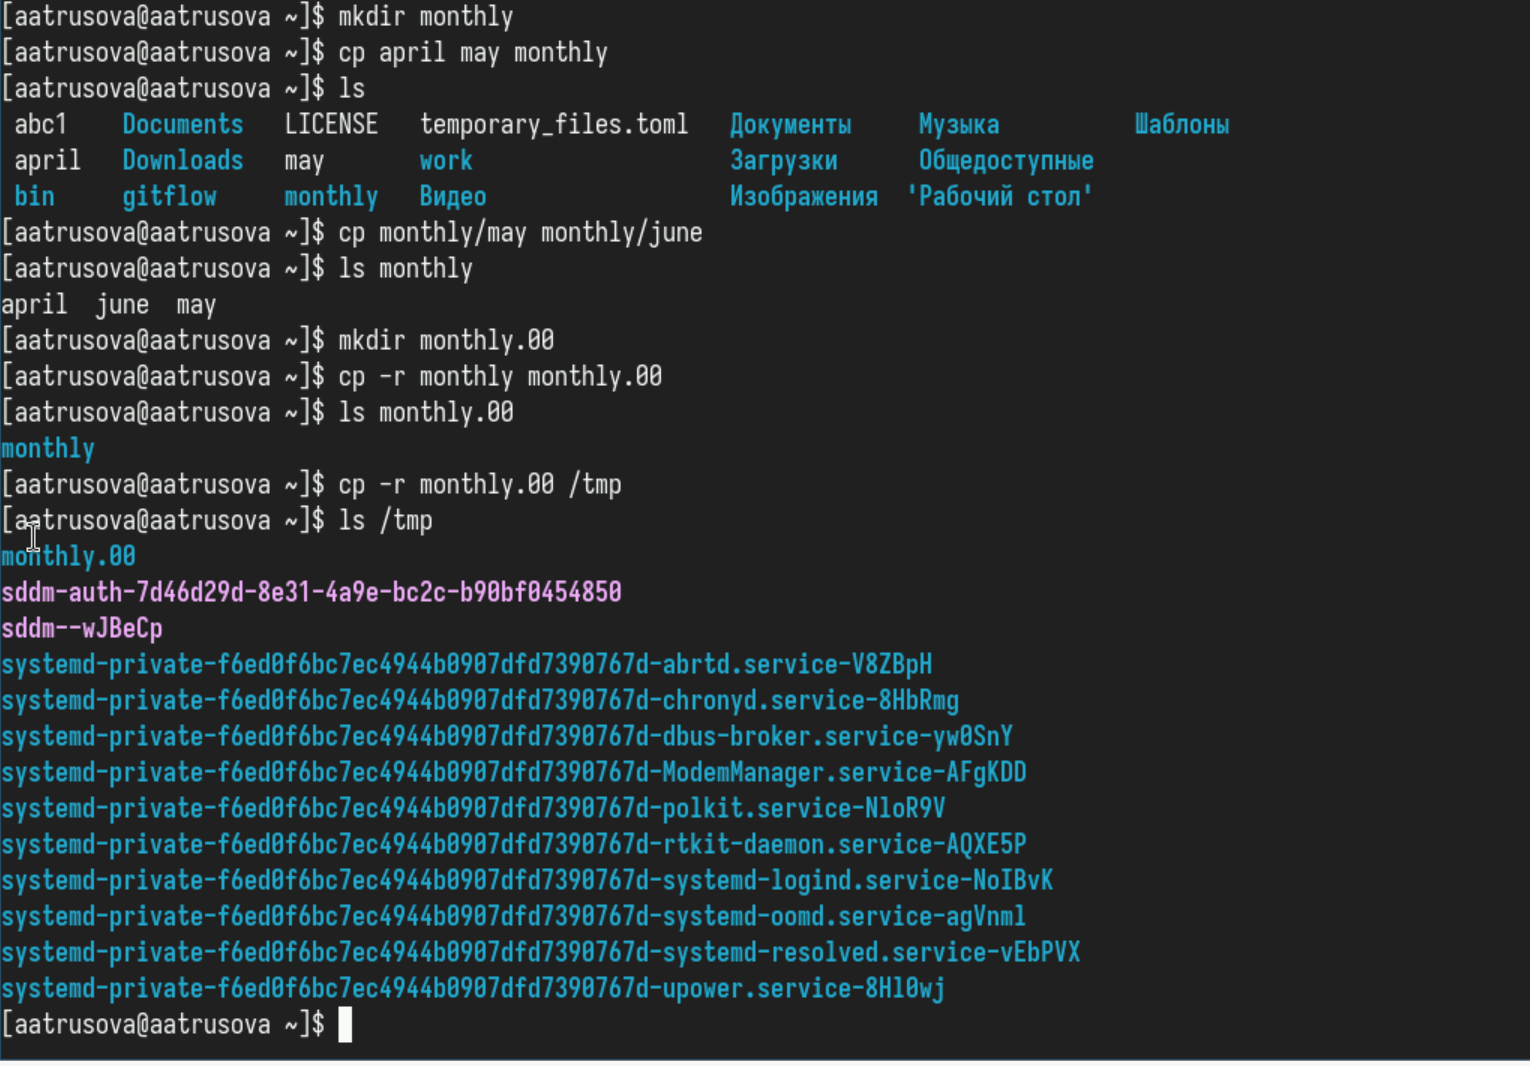 [aatrusova@aatrusova ~]$ mkdir monthly
[aatrusova@aatrusova ~]$ cp april may monthly
[aatrusova@aatrusova ~]$ ls
 abc1    Documents   LICENSE   temporary_files.toml   Документы    Музыка          Шаблоны
 april   Downloads   may       work                   Загрузки     Общедоступные
 bin     gitflow     monthly   Видео                  Изображения  'Рабочий стол'
[aatrusova@aatrusova ~]$ cp monthly/may monthly/june
[aatrusova@aatrusova ~]$ ls monthly
april  june  may
[aatrusova@aatrusova ~]$ mkdir monthly.00
[aatrusova@aatrusova ~]$ cp -r monthly monthly.00
[aatrusova@aatrusova ~]$ ls monthly.00
monthly
[aatrusova@aatrusova ~]$ cp -r monthly.00 /tmp
[aatrusova@aatrusova ~]$ ls /tmp
monthly.00
sddm-auth-7d46d29d-8e31-4a9e-bc2c-b90bf0454850
sddm--wJBeCp
systemd-private-f6ed0f6bc7ec4944b0907dfd7390767d-abrtd.service-V8ZBpH
systemd-private-f6ed0f6bc7ec4944b0907dfd7390767d-chronyd.service-8HbRmg
systemd-private-f6ed0f6bc7ec4944b0907dfd7390767d-dbus-broker.service-yw0SnY
systemd-private-f6ed0f6bc7ec4944b0907dfd7390767d-ModemManager.service-AFgKDD
systemd-private-f6ed0f6bc7ec4944b0907dfd7390767d-polkit.service-NloR9V
systemd-private-f6ed0f6bc7ec4944b0907dfd7390767d-rtkit-daemon.service-AQXE5P
systemd-private-f6ed0f6bc7ec4944b0907dfd7390767d-systemd-logind.service-NoIBvK
systemd-private-f6ed0f6bc7ec4944b0907dfd7390767d-systemd-oomd.service-agVnml
systemd-private-f6ed0f6bc7ec4944b0907dfd7390767d-systemd-resolved.service-vEbPVX
systemd-private-f6ed0f6bc7ec4944b0907dfd7390767d-upower.service-8Hl0wj
[aatrusova@aatrusova ~]$